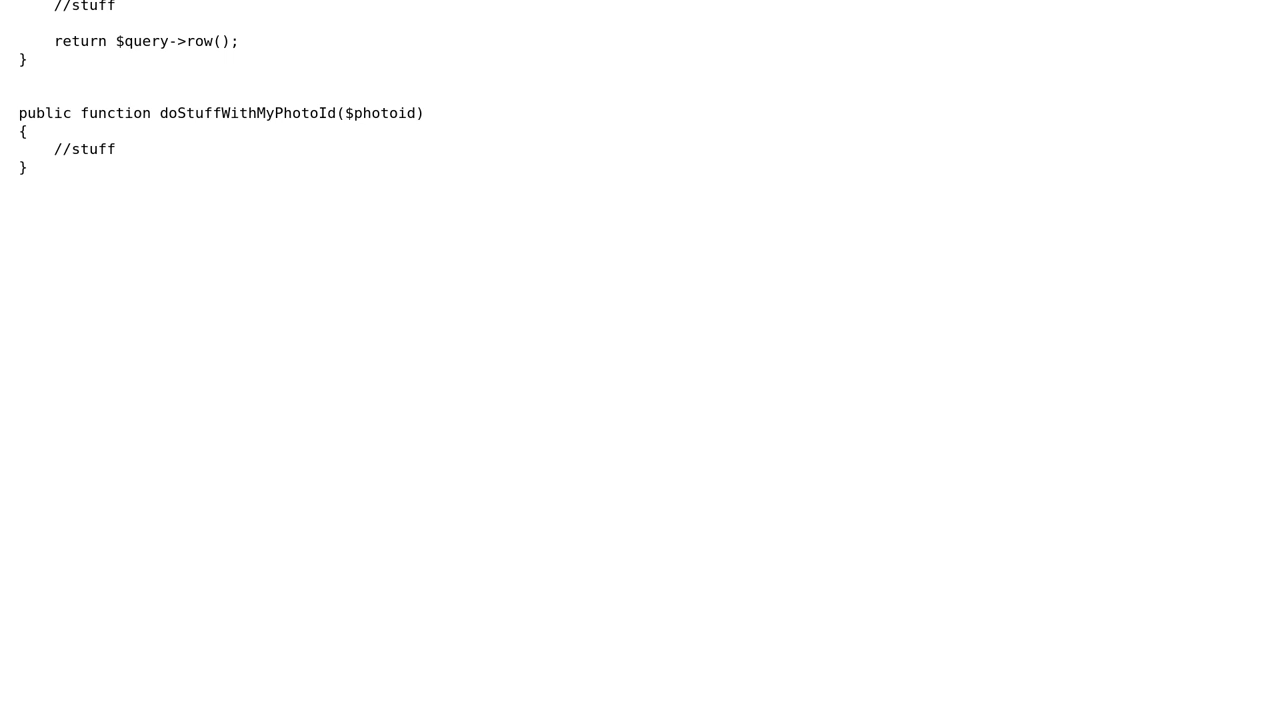 //stuff

    return $query->row();
}


public function doStuffWithMyPhotoId($photoid)
{
    //stuff
}